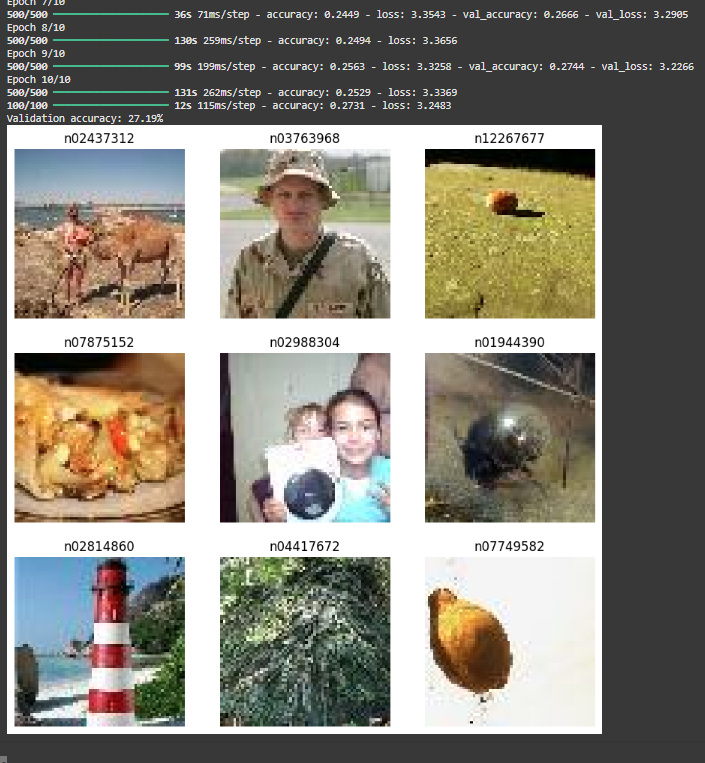 Epoch 7/10
500/500 ━━━━━━━━━━━━━━━━━━━━ 36s 71ms/step - accuracy: 0.2449 - loss: 3.3543 - val_accuracy: 0.2666 - val_loss: 3.2905
Epoch 8/10
500/500 ━━━━━━━━━━━━━━━━━━━━ 130s 259ms/step - accuracy: 0.2494 - loss: 3.3656
Epoch 9/10
500/500 ━━━━━━━━━━━━━━━━━━━━ 99s 199ms/step - accuracy: 0.2563 - loss: 3.3258 - val_accuracy: 0.2744 - val_loss: 3.2266
Epoch 10/10
500/500 ━━━━━━━━━━━━━━━━━━━━ 131s 262ms/step - accuracy: 0.2529 - loss: 3.3369
100/100 ━━━━━━━━━━━━━━━━━━━━ 12s 115ms/step - accuracy: 0.2731 - loss: 3.2483
Validation accuracy: 27.19%
n02437312 n03763968 n12267677
n07875152 n02988304 n01944390
n02814860 n04417672 n07749582